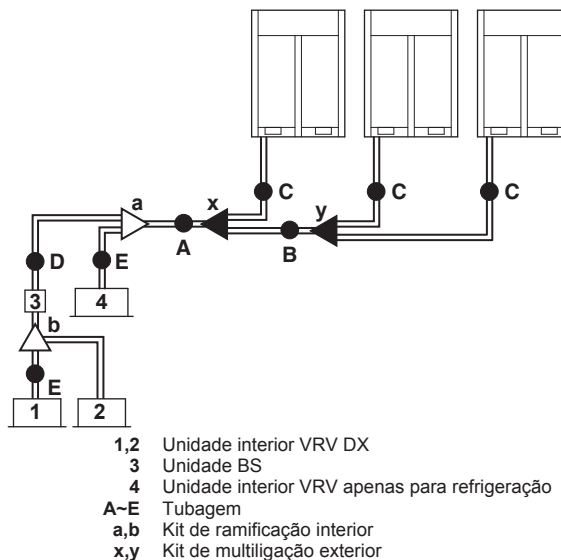 a
x
C
y
C
C
A
B
D
E
3
4
b
E
1
2
1,2 Unidade interior VRV DX
3 Unidade BS
4 Unidade interior VRV apenas para refrigeração
A~E Tubagem
a,b Kit de ramificação interior
x,y Kit de multiligação exterior